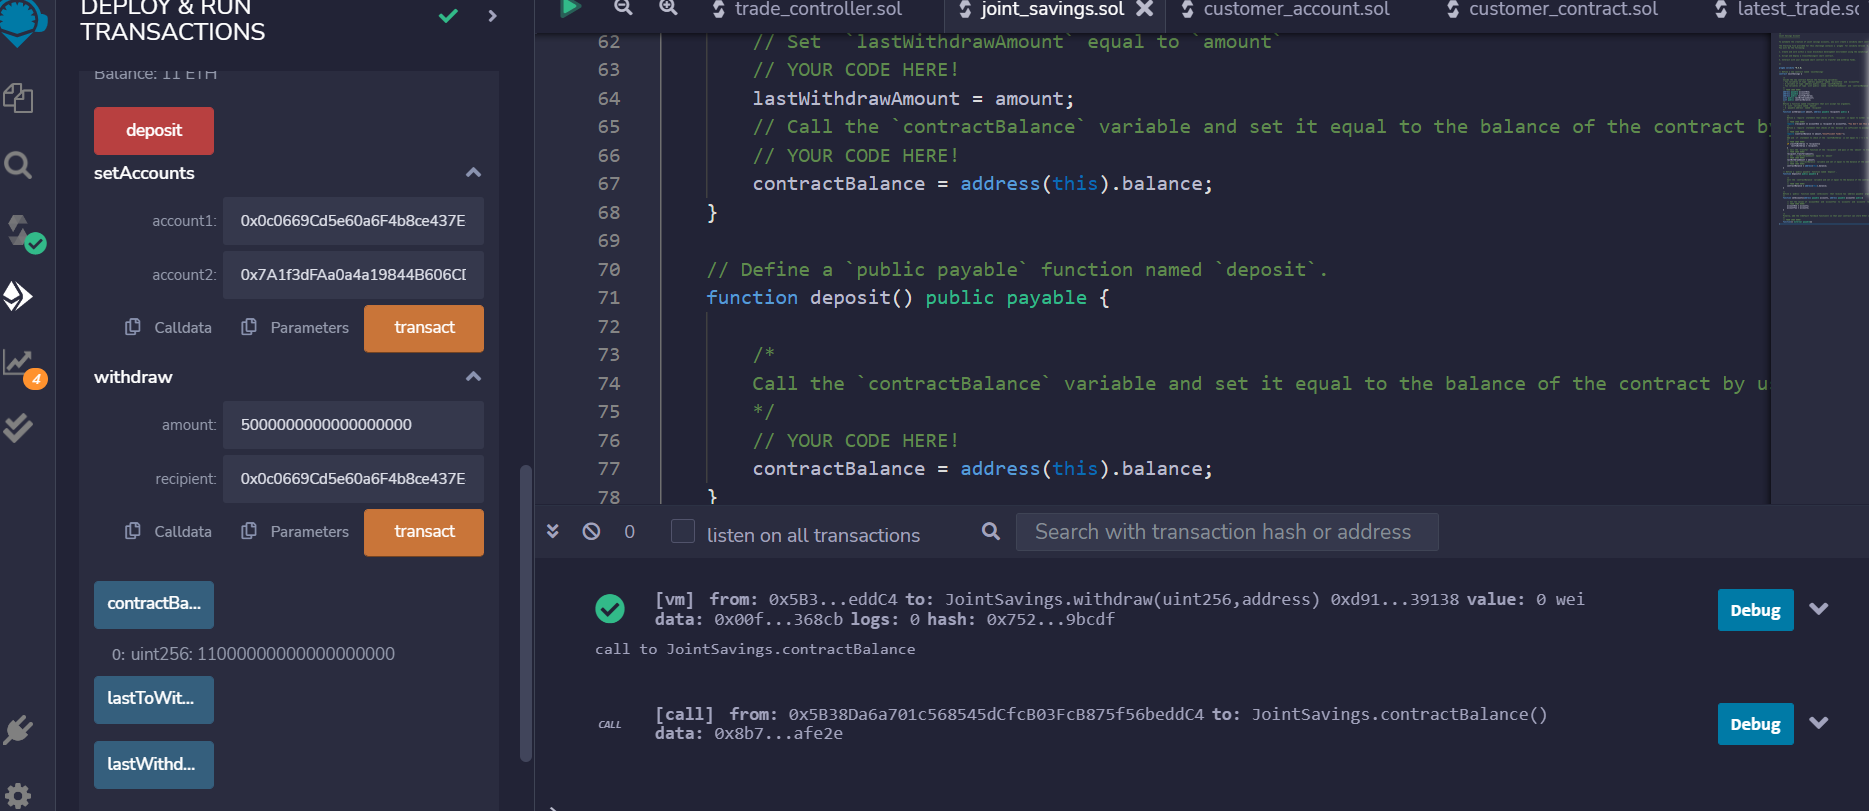 DEPLOY & RUN
TRANSACTIONS
Balance: 11 ETH
deposit
setAccounts
account1: 0x0c0669Cd5e60a6F4b8ce437E
account2: 0x7A1f3dFAa0a4a19844B606CD
Calldata Parameters transact
withdraw
amount: 5000000000000000000
recipient: 0x0c0669Cd5e60a6F4b8ce437E
Calldata Parameters transact
contractBa...
0: uint256: 11000000000000000000
lastToWit...
lastWithd...
4
trade_controller.sol joint_savings.sol customer_account.sol customer_contract.sol latest_trade.sc
62 // Set `lastWithdrawAmount` equal to `amount`
63 // YOUR CODE HERE!
64 lastWithdrawAmount = amount;
65 // Call the `contractBalance` variable and set it equal to the balance of the contract by
66 // YOUR CODE HERE!
67 contractBalance = address(this).balance;
68 }
69
70 // Define a `public payable` function named `deposit`.
71 function deposit() public payable {
72
73 /*
74 Call the `contractBalance` variable and set it equal to the balance of the contract by u
75 */
76 // YOUR CODE HERE!
77 contractBalance = address(this).balance;
78 }
0 listen on all transactions Search with transaction hash or address
[vm] from: 0x5B3...eddC4 to: JointSavings.withdraw(uint256,address) 0xd91...39138 value: 0 wei
data: 0x00f...368cb logs: 0 hash: 0x752...9bcdf
Debug
call to JointSavings.contractBalance
CALL [call] from: 0x5B38Da6a701c568545dCfcB03FcB875f56beddC4 to: JointSavings.contractBalance()
data: 0x8b7...afe2e
Debug